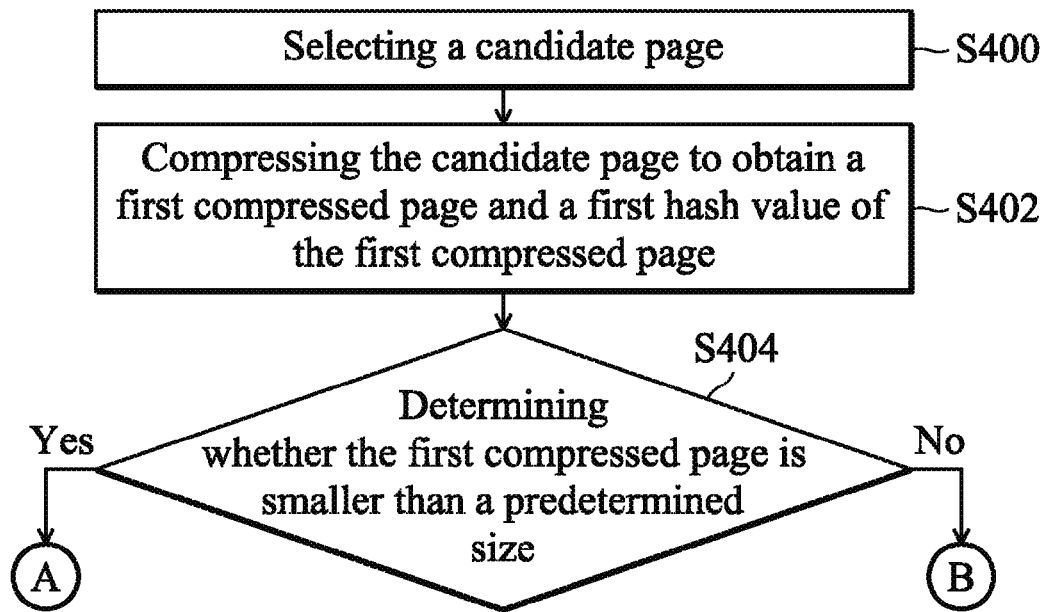 Selecting a candidate page
S400
Compressing the candidate page to obtain a
first compressed page and a first hash value of
the first compressed page
S402
S404
Determining
whether the first compressed page is
smaller than a predetermined
size
Yes
No
A
B